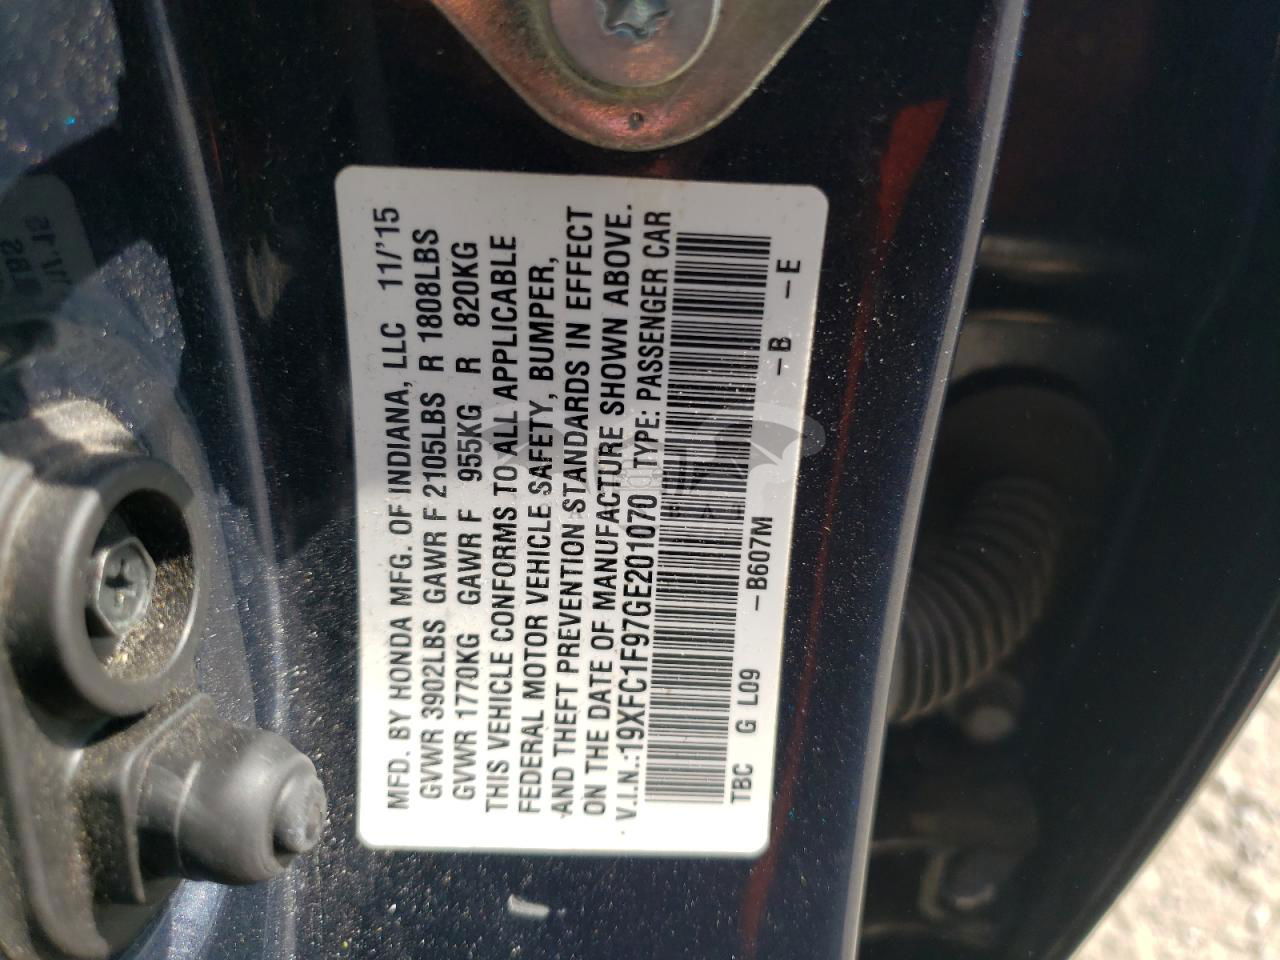 MFD. BY HONDA MFG. OF INDIANA, LLC 11/'15
GVWR 3902LBS GAWR F 2105LBS R 1808LBS
GVWR 1770KG GAWR F 955KG R 820KG
THIS VEHICLE CONFORMS TO ALL APPLICABLE
FEDERAL MOTOR VEHICLE SAFETY, BUMPER,
AND THEFT PREVENTION STANDARDS IN EFFECT
ON THE DATE OF MANUFACTURE SHOWN ABOVE.
V.I.N.:19XFC1F97GE201070 TYPE: PASSENGER CAR
TBC G L09 -B607M -B -E